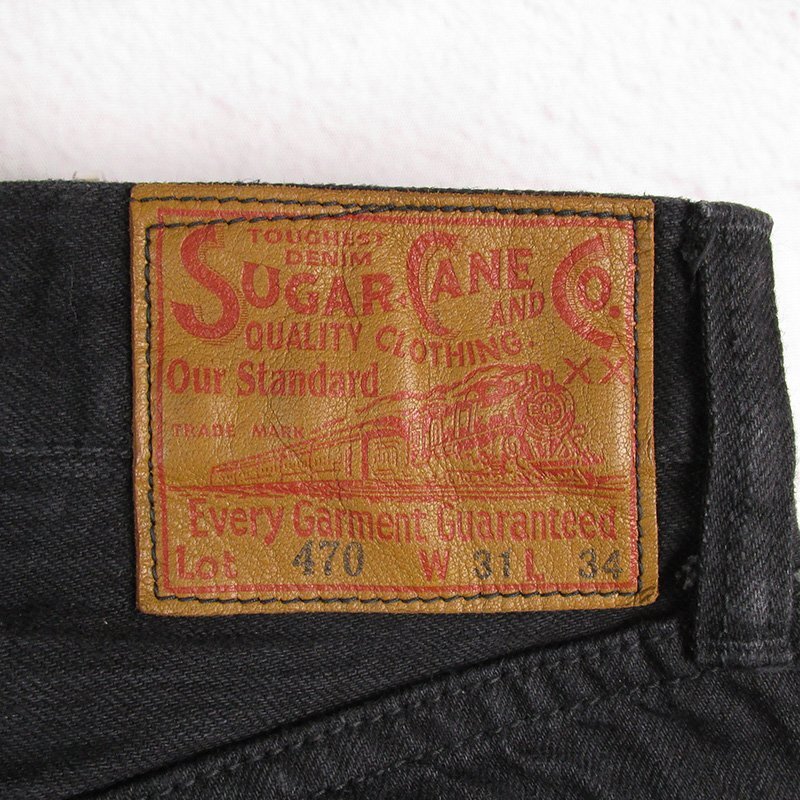 TOUGHEST
DENIM
SUGAR CANE CO.
AND
QUALITY CLOTHING.
Our Standard XX
TRADE MARK
Every Garment Guaranteed
Lot 470 W 31 L 34